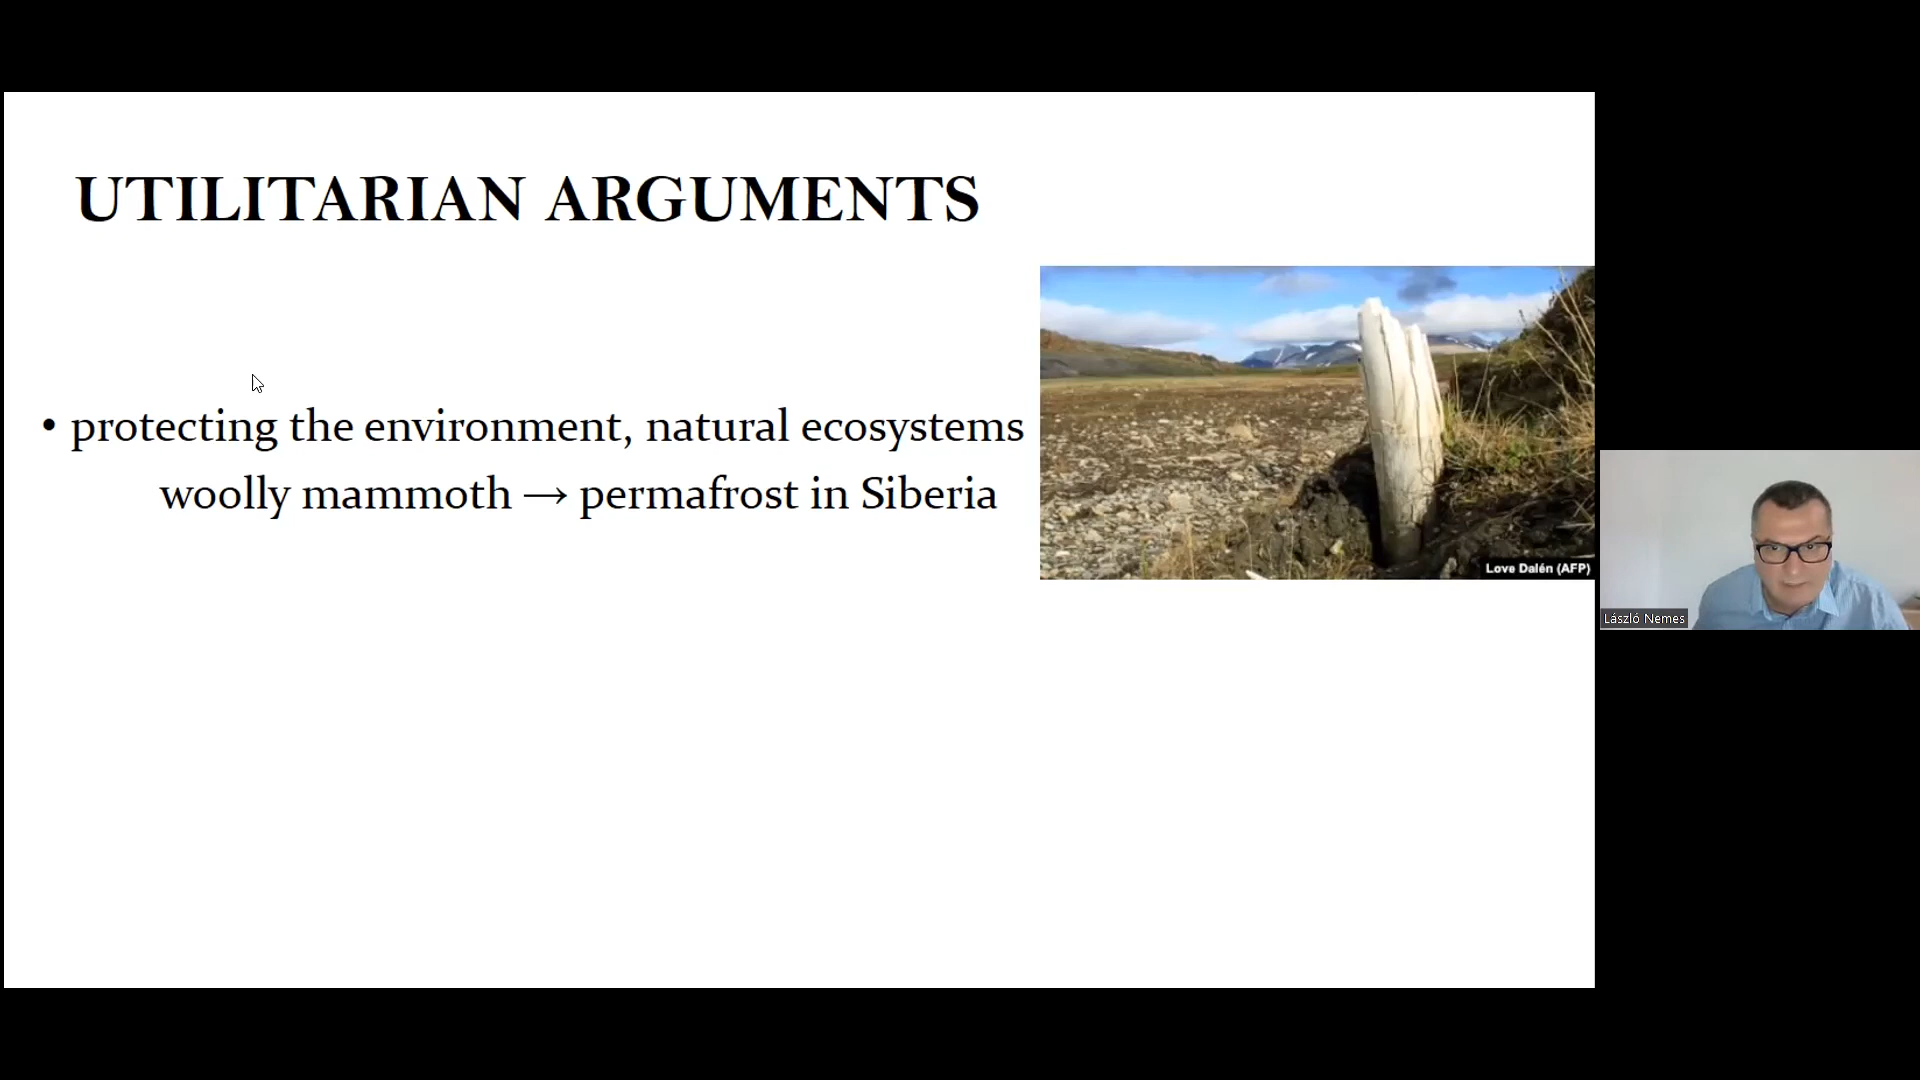 UTILITARIAN ARGUMENTS
• protecting the environment, natural ecosystems
woolly mammoth → permafrost in Siberia
Love Dalén (AFP)
László Nemes